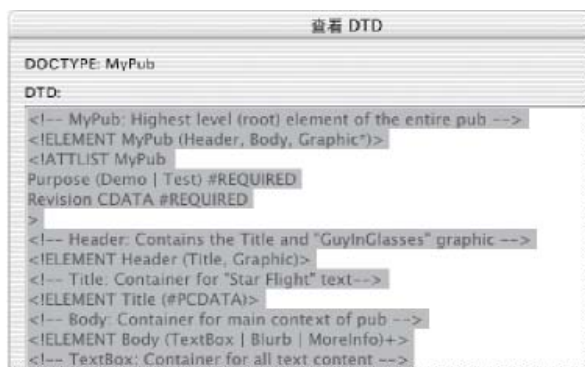 查看 DTD
DOCTYPE: MyPub
DTD:
<!-- MyPub: Highest level (root) element of the entire pub -->
<!ELEMENT MyPub (Header, Body, Graphic*)>
<!ATTLIST MyPub
Purpose (Demo | Test) #REQUIRED
Revision CDATA #REQUIRED
>
<!-- Header: Contains the Title and "GuyInGlasses" graphic -->
<!ELEMENT Header (Title, Graphic)>
<!-- Title: Container for "Star Flight" text-->
<!ELEMENT Title (#PCDATA)>
<!-- Body: Container for main context of pub -->
<!ELEMENT Body (TextBox | Blurb | MoreInfo)+>
<!-- TextBox: Container for all text content -->